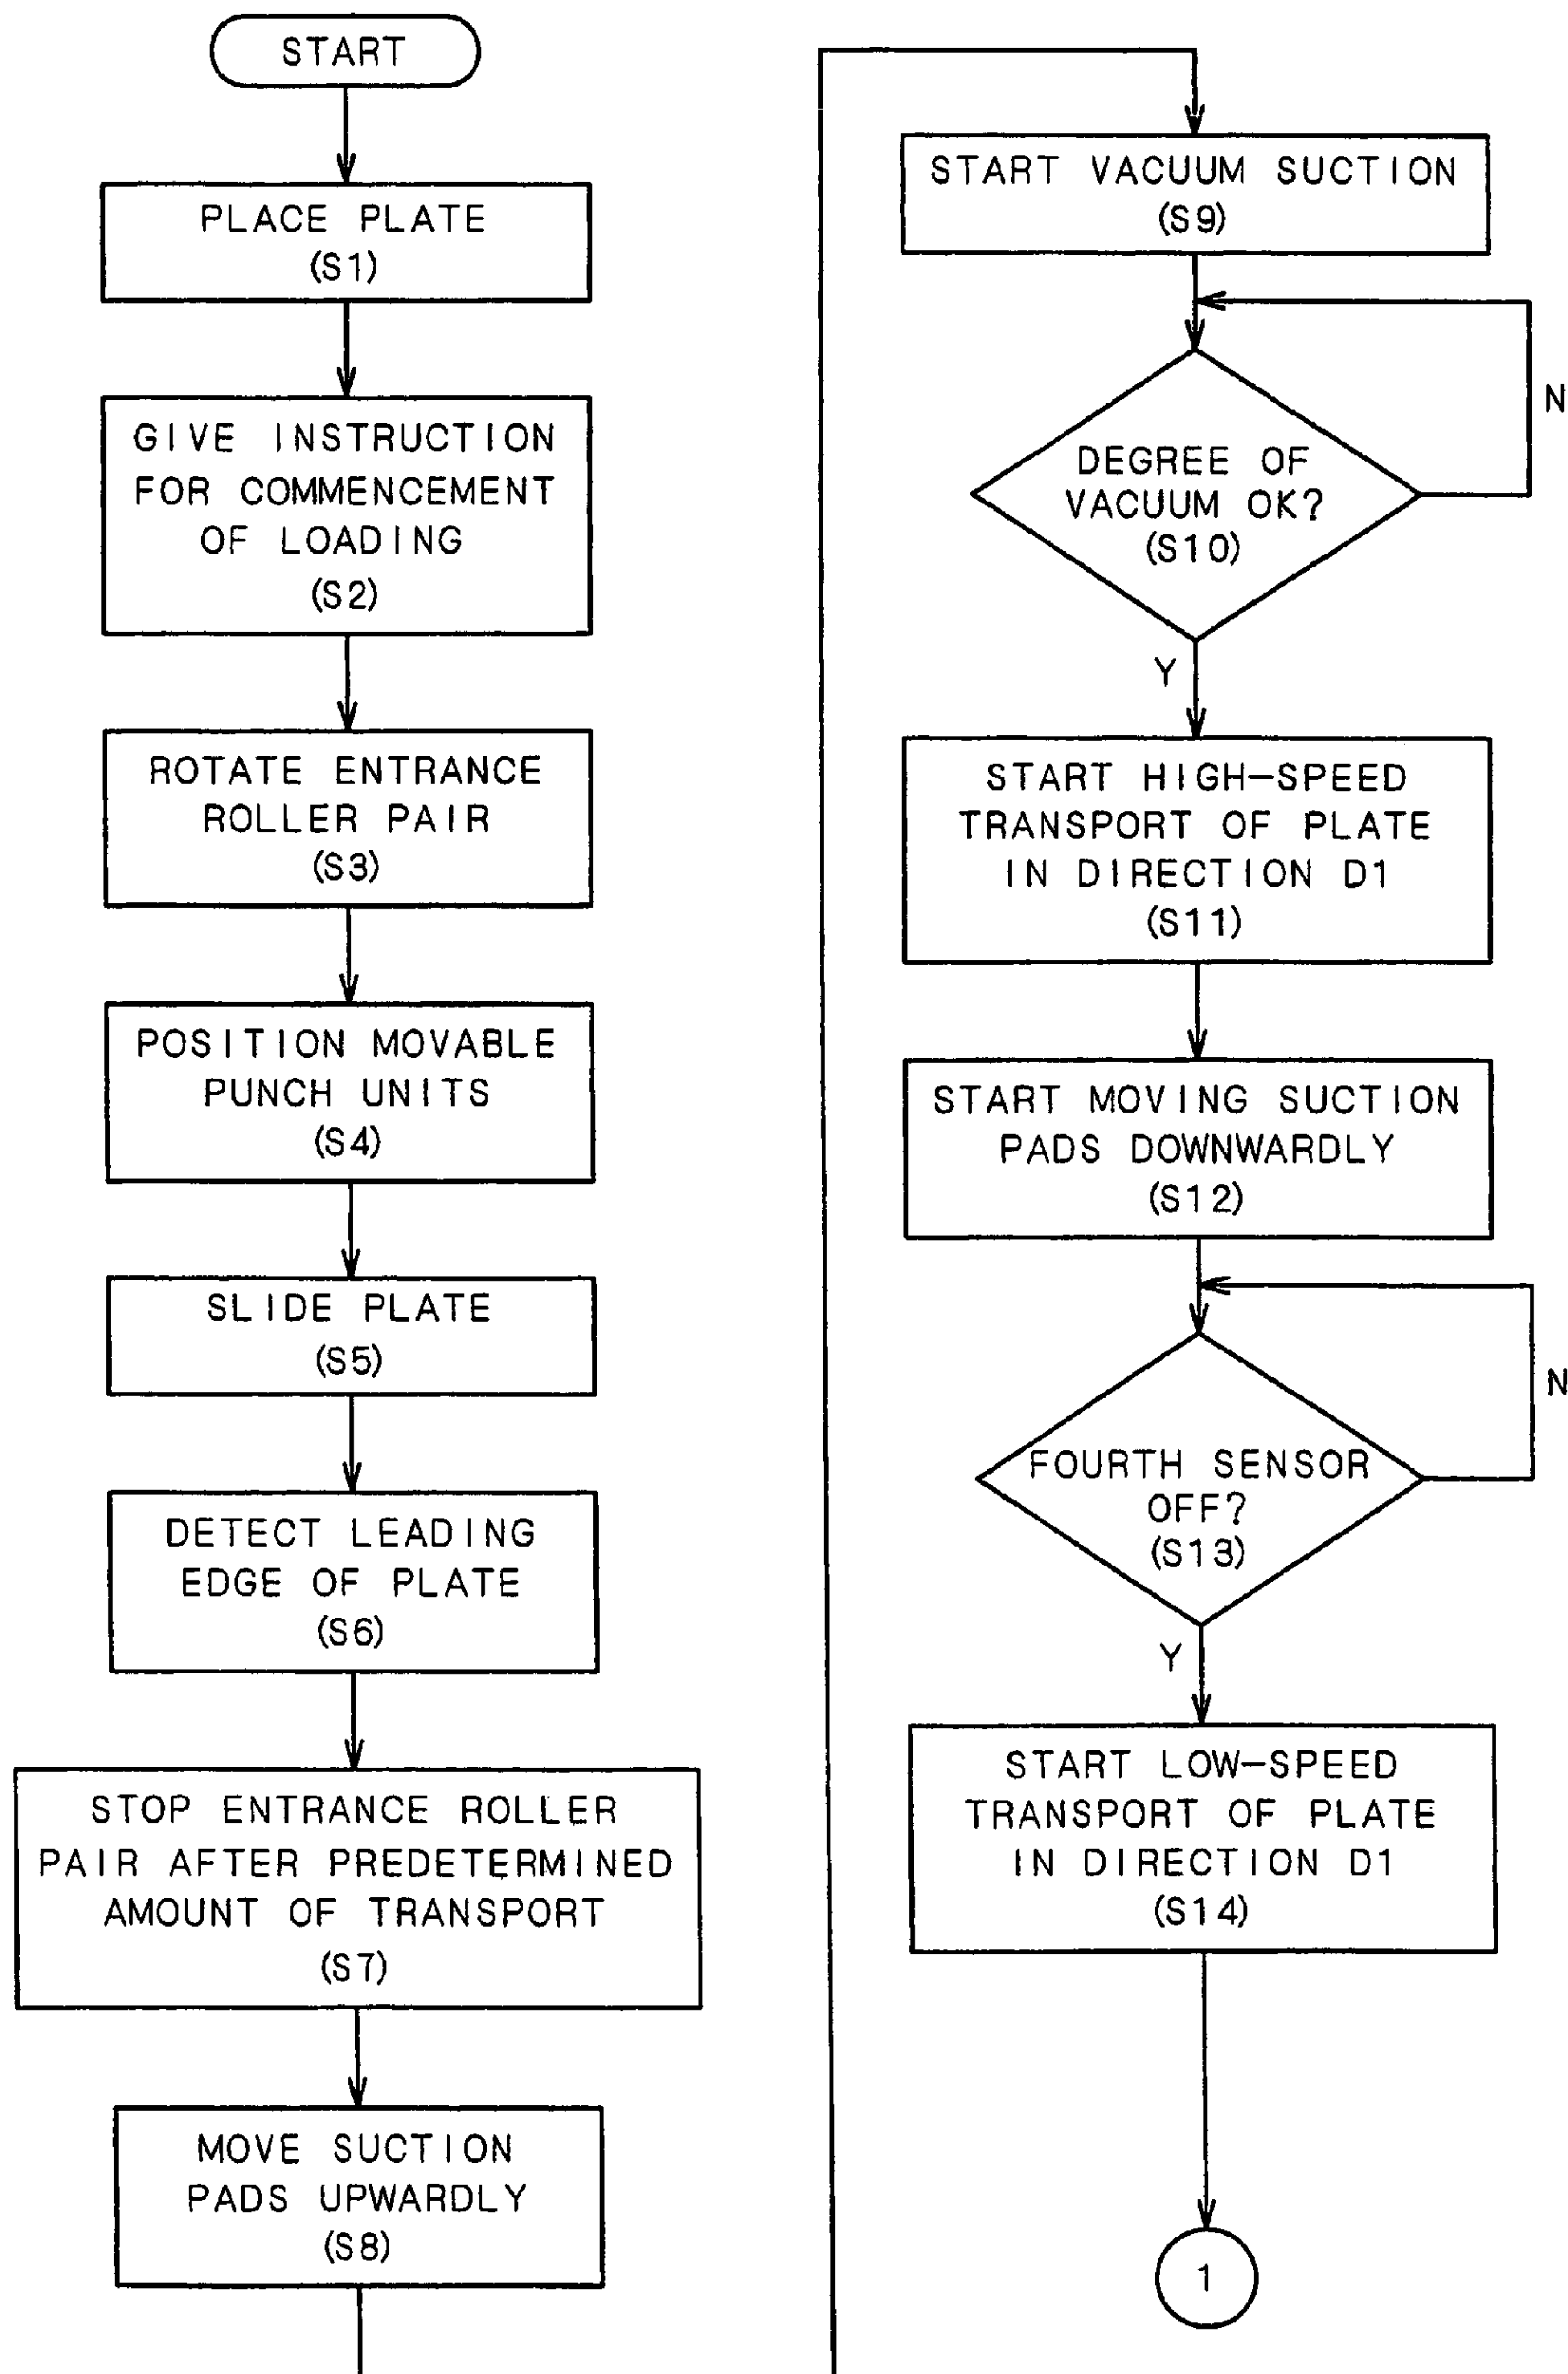 START
PLACE PLATE
(S1)
GIVE INSTRUCTION
FOR COMMENCEMENT
OF LOADING
(S2)
ROTATE ENTRANCE
ROLLER PAIR
(S3)
POSITION MOVABLE
PUNCH UNITS
(S4)
SLIDE PLATE
(S5)
DETECT LEADING
EDGE OF PLATE
(S6)
STOP ENTRANCE ROLLER
PAIR AFTER PREDETERMINED
AMOUNT OF TRANSPORT
(S7)
MOVE SUCTION
PADS UPWARDLY
(S8)
START VACUUM SUCTION
(S9)
N
DEGREE OF
VACUUM OK?
(S10)
Y
START HIGH-SPEED
TRANSPORT OF PLATE
IN DIRECTION D1
(S11)
START MOVING SUCTION
PADS DOWNWARDLY
(S12)
N
FOURTH SENSOR
OFF?
(S13)
Y
START LOW-SPEED
TRANSPORT OF PLATE
IN DIRECTION D1
(S14)
1